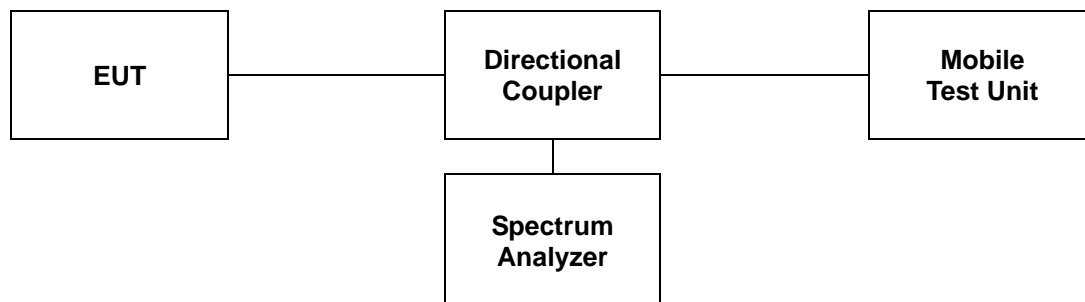 EUT
Directional
Coupler
Mobile
Test Unit
Spectrum
Analyzer